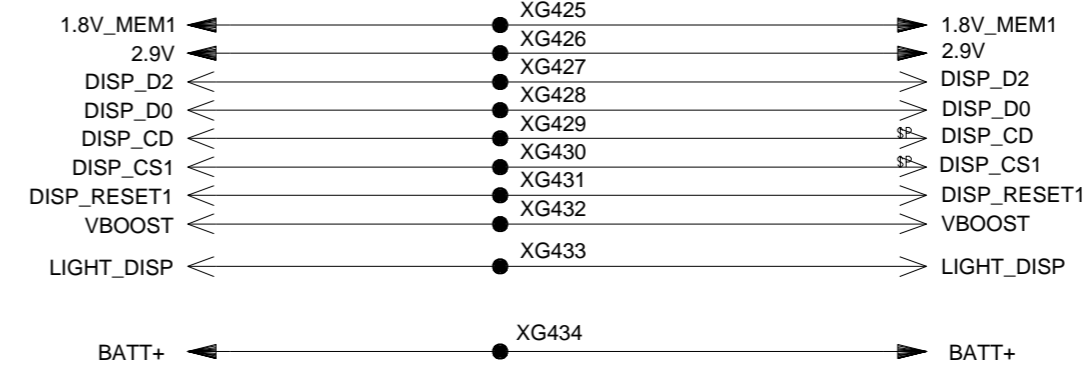 XG425
1.8V_MEM1 1.8V_MEM1
XG426
2.9V 2.9V
XG427
DISP_D2 DISP_D2
XG428
DISP_D0 DISP_D0
XG429
DISP_CD $P DISP_CD
XG430
DISP_CS1 $P DISP_CS1
XG431
DISP_RESET1 DISP_RESET1
XG432
VBOOST VBOOST
XG433
LIGHT_DISP LIGHT_DISP
XG434
BATT+ BATT+